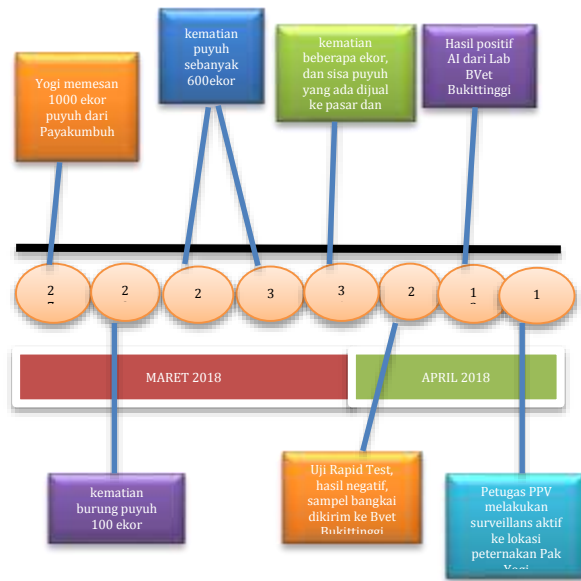 Yogi memesan
1000 ekor
puyuh dari
Payakumbuh
kematian
puyuh
sebanyak
600ekor
kematian
beberapa ekor,
dan sisa puyuh
yang ada dijual
ke pasar dan
Hasil positif
AI dari Lab
BVet
Bukittinggi
2
2
2
3
3
2
1
1
MARET 2018
APRIL 2018
kematian
burung puyuh
100 ekor
Uji Rapid Test,
hasil negatif,
sampel bangkai
dikirim ke Bvet
Bukittinggi
Petugas PPV
melakukan
surveillans aktif
ke lokasi
peternakan Pak
Yogi